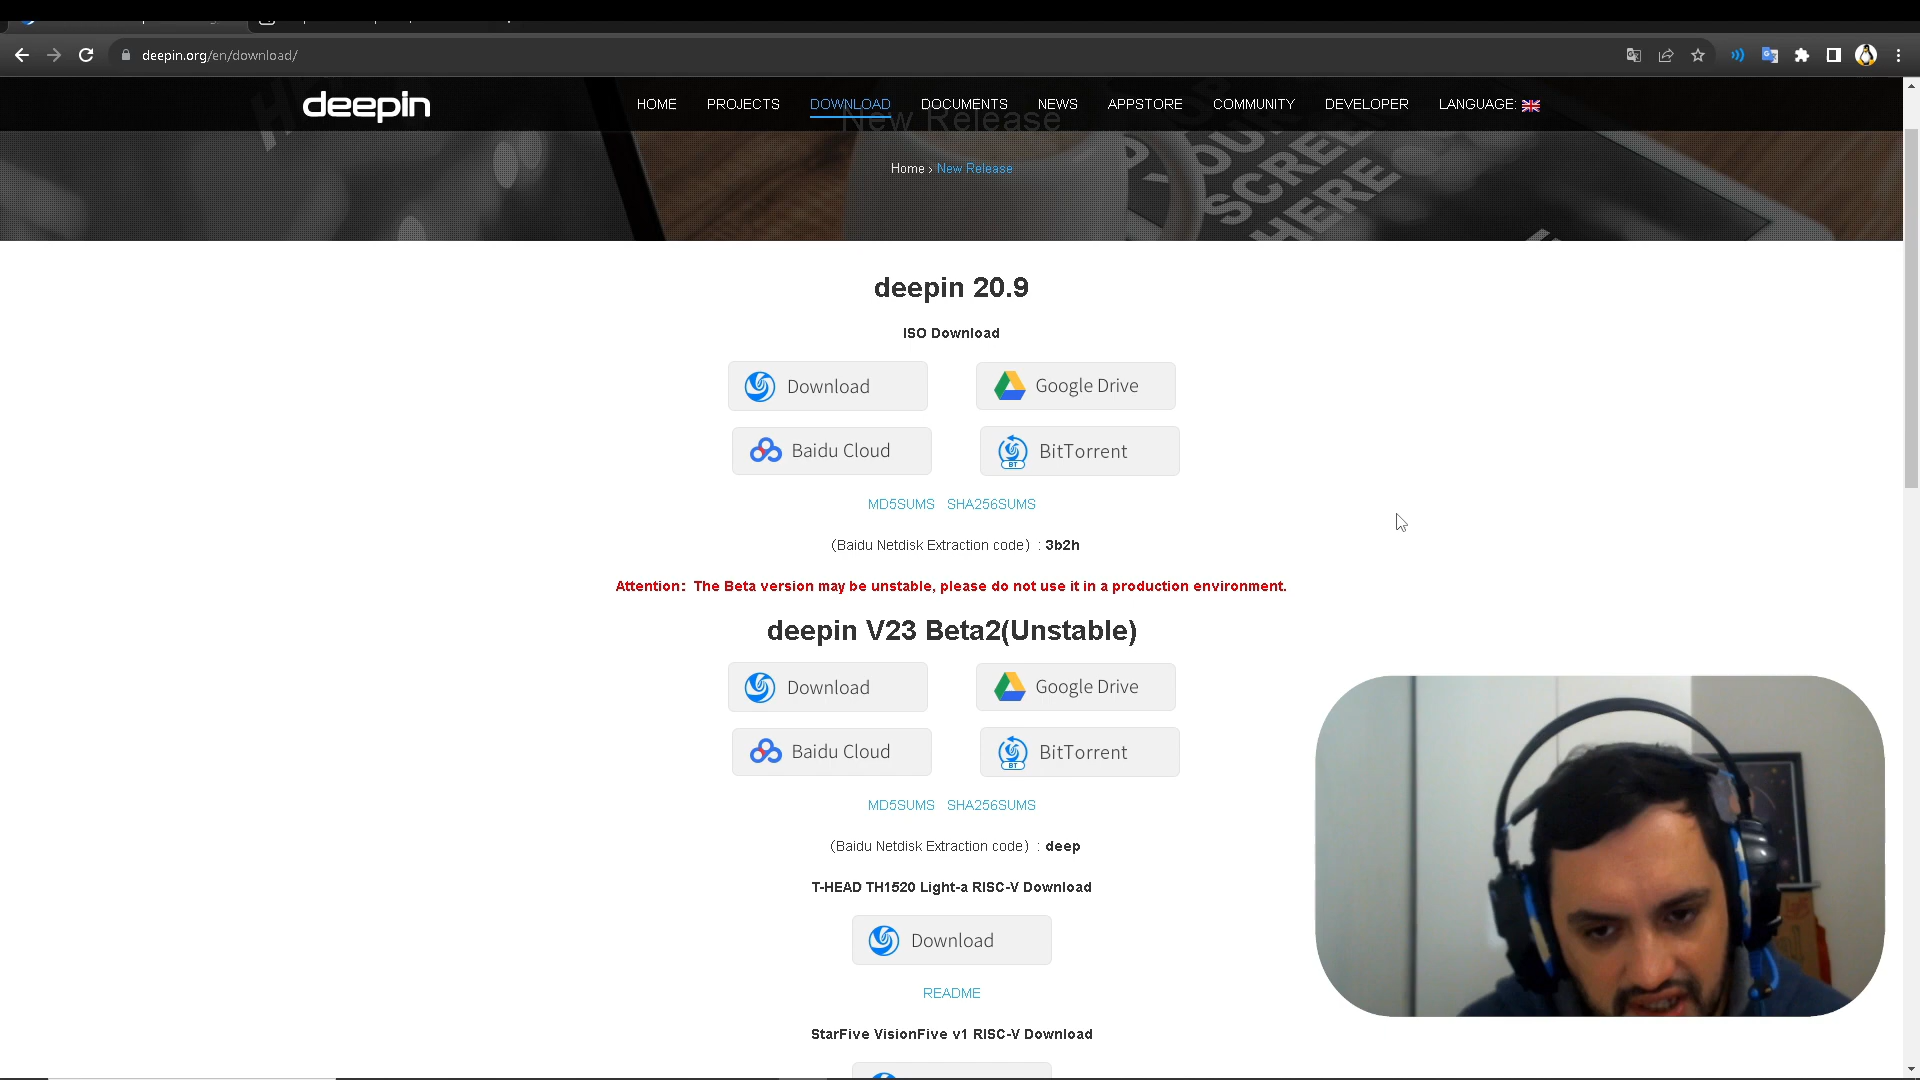 deepin.org/en/download/
deepin
HOME PROJECTS DOWNLOAD DOCUMENTS NEWS APPSTORE COMMUNITY DEVELOPER LANGUAGE:
New Release
Home › New Release
YOUR
SCREEN
HERE
deepin 20.9
ISO Download
Download Google Drive
Baidu Cloud BitTorrent
MD5SUMS SHA256SUMS
（Baidu Netdisk Extraction code）: 3b2h
Attention：The Beta version may be unstable, please do not use it in a production environment.
deepin V23 Beta2(Unstable)
Download Google Drive
Baidu Cloud BitTorrent
MD5SUMS SHA256SUMS
（Baidu Netdisk Extraction code）: deep
T-HEAD TH1520 Light-a RISC-V Download
Download
README
StarFive VisionFive v1 RISC-V Download